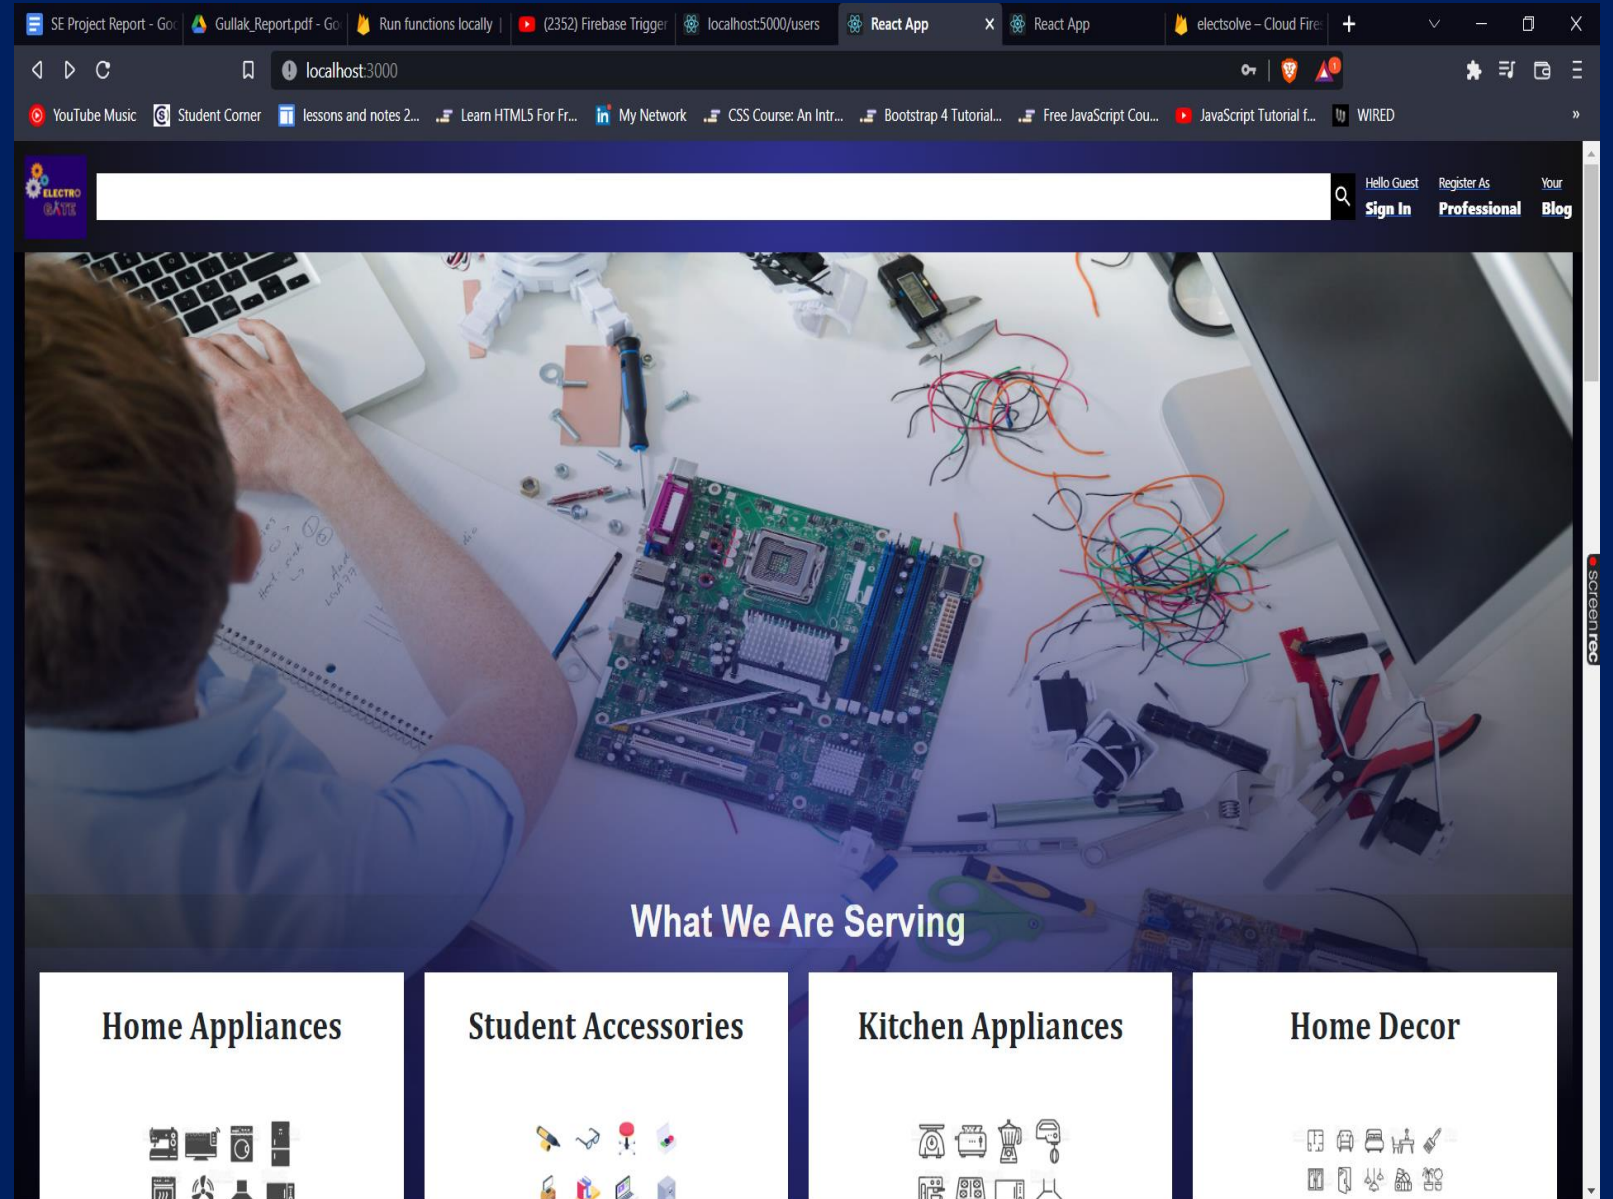 SE Project Report - Goo
Gullak_Report.pdf - Goo
Run functions locally |
(2352) Firebase Trigger
localhost:5000/users
React App
React App
electsolve – Cloud Fires
localhost:3000
YouTube Music
Student Corner
lessons and notes 2...
Learn HTML5 For Fr...
My Network
CSS Course: An Intr...
Bootstrap 4 Tutorial...
Free JavaScript Cou...
JavaScript Tutorial f...
WIRED
ELECTRO
GATE
Hello Guest
Sign In
Register As
Professional
Your
Blog
screenrec
What We Are Serving
Home Appliances
Student Accessories
Kitchen Appliances
Home Decor